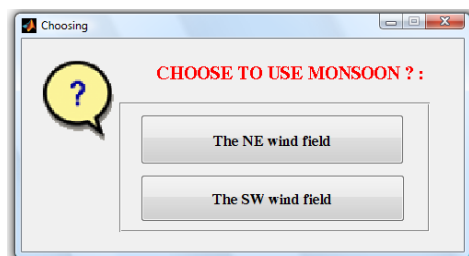 Choosing
?
CHOOSE TO USE MONSOON ? :
The NE wind field
The SW wind field